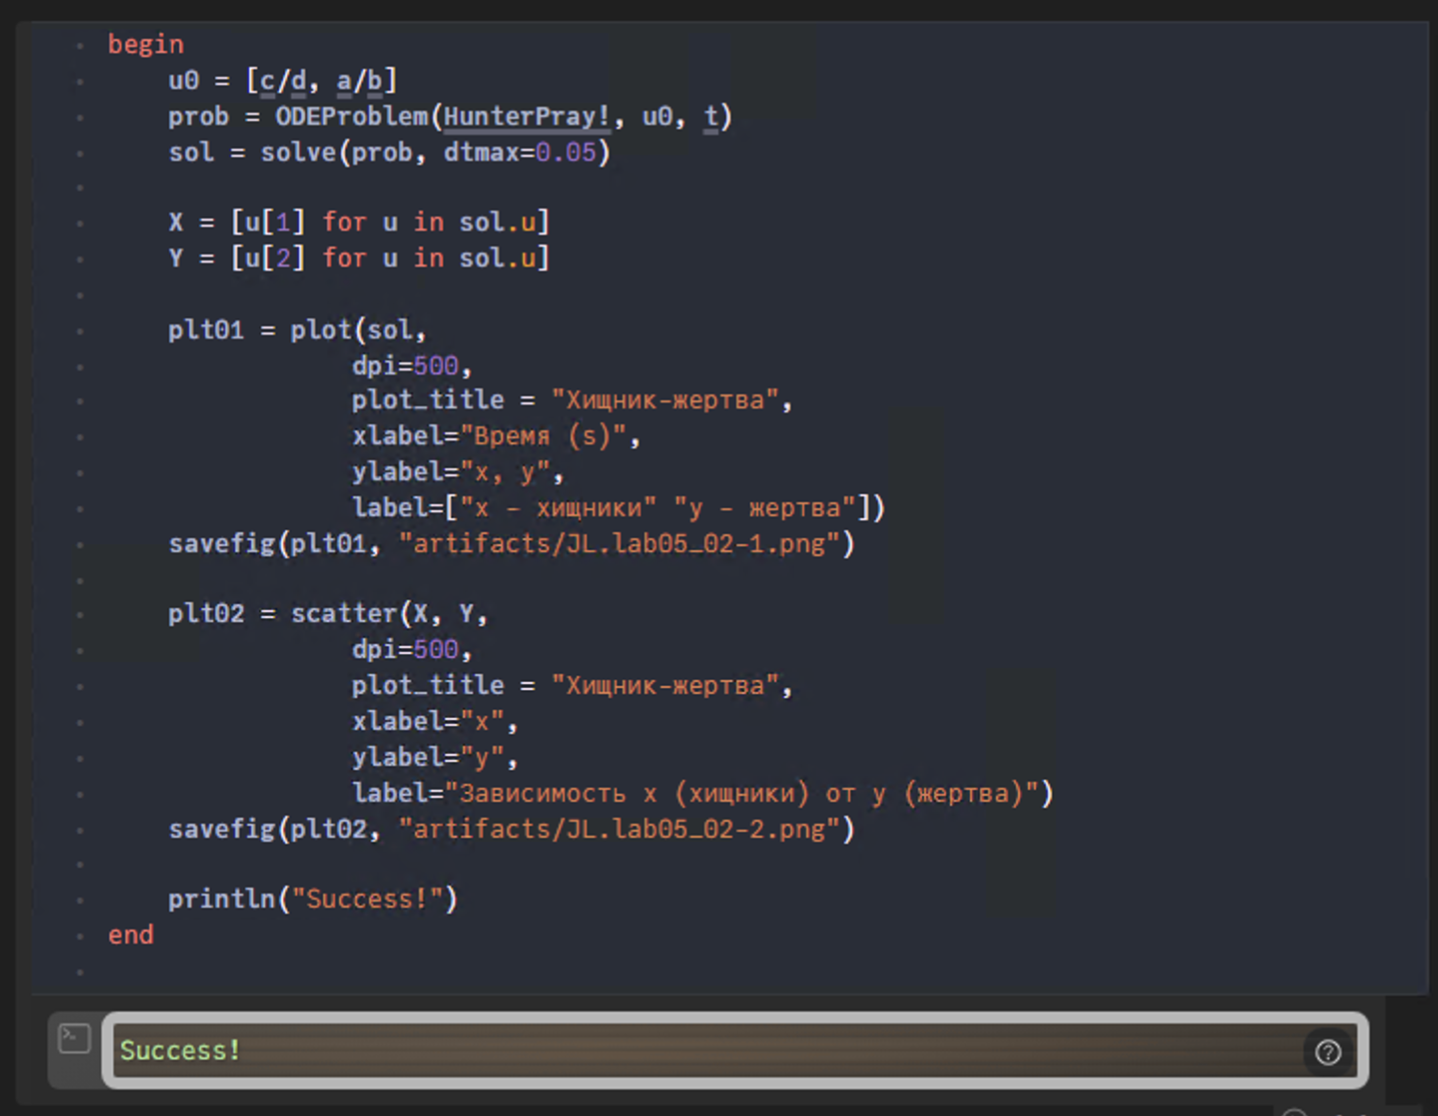 begin
u0 = [c/d, a/b]
prob = ODEProblem(HunterPray!, u0, t)
sol = solve(prob, dtmax=0.05)
X = [u[1] for u in sol.u]
Y = [u[2] for u in sol.u]
plt01 = plot(sol,
dpi=500,
plot_title = "Хищник-жертва",
xlabel="Время (s)",
ylabel="x, y",
label=["x - хищники" "y - жертва"])
savefig(plt01, "artifacts/JL.lab05_02-1.png")
plt02 = scatter(X, Y,
dpi=500,
plot_title = "Хищник-жертва",
xlabel="x",
ylabel="y",
label="Зависимость x (хищники) от y (жертва)")
savefig(plt02, "artifacts/JL.lab05_02-2.png")
println("Success!")
end
Success!